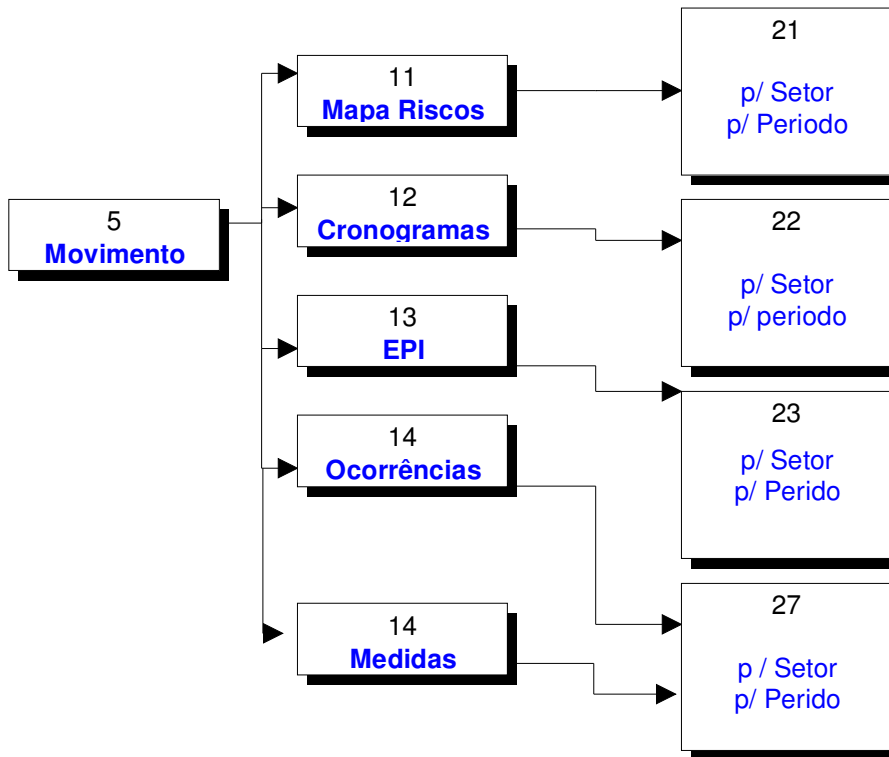 5
Movimento
11
Mapa Riscos
12
Cronogramas
13
EPI
14
Ocorrências
14
Medidas
21
p/ Setor
p/ Periodo
22
p/ Setor
p/ periodo
23
p/ Setor
p/ Perido
27
p / Setor
p/ Perido